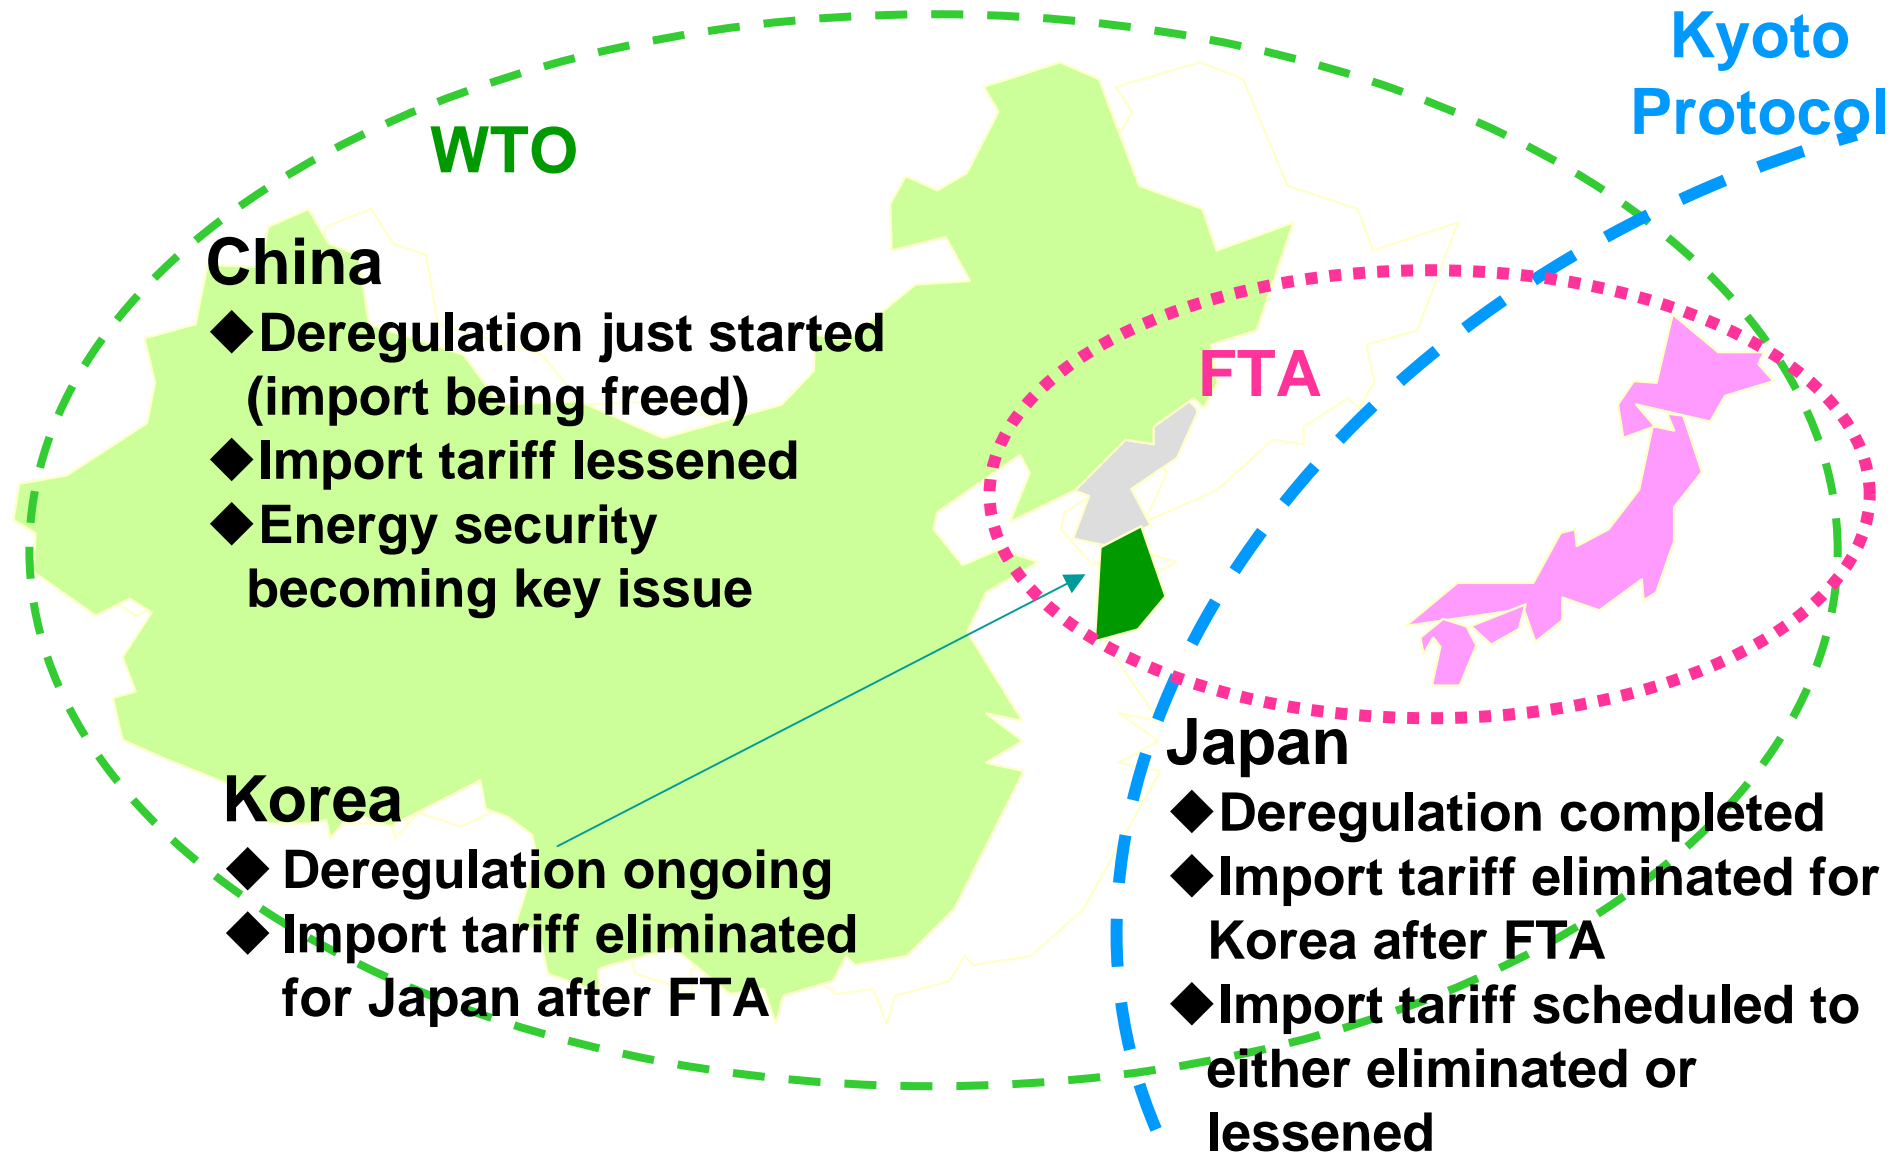 Kyoto
Protocol
WTO
China
◆Deregulation just started
(import being freed)
◆Import tariff lessened
◆Energy security
becoming key issue
FTA
Korea
◆ Deregulation ongoing
◆ Import tariff eliminated
for Japan after FTA
Japan
◆Deregulation completed
◆Import tariff eliminated for
Korea after FTA
◆Import tariff scheduled to
either eliminated or
lessened